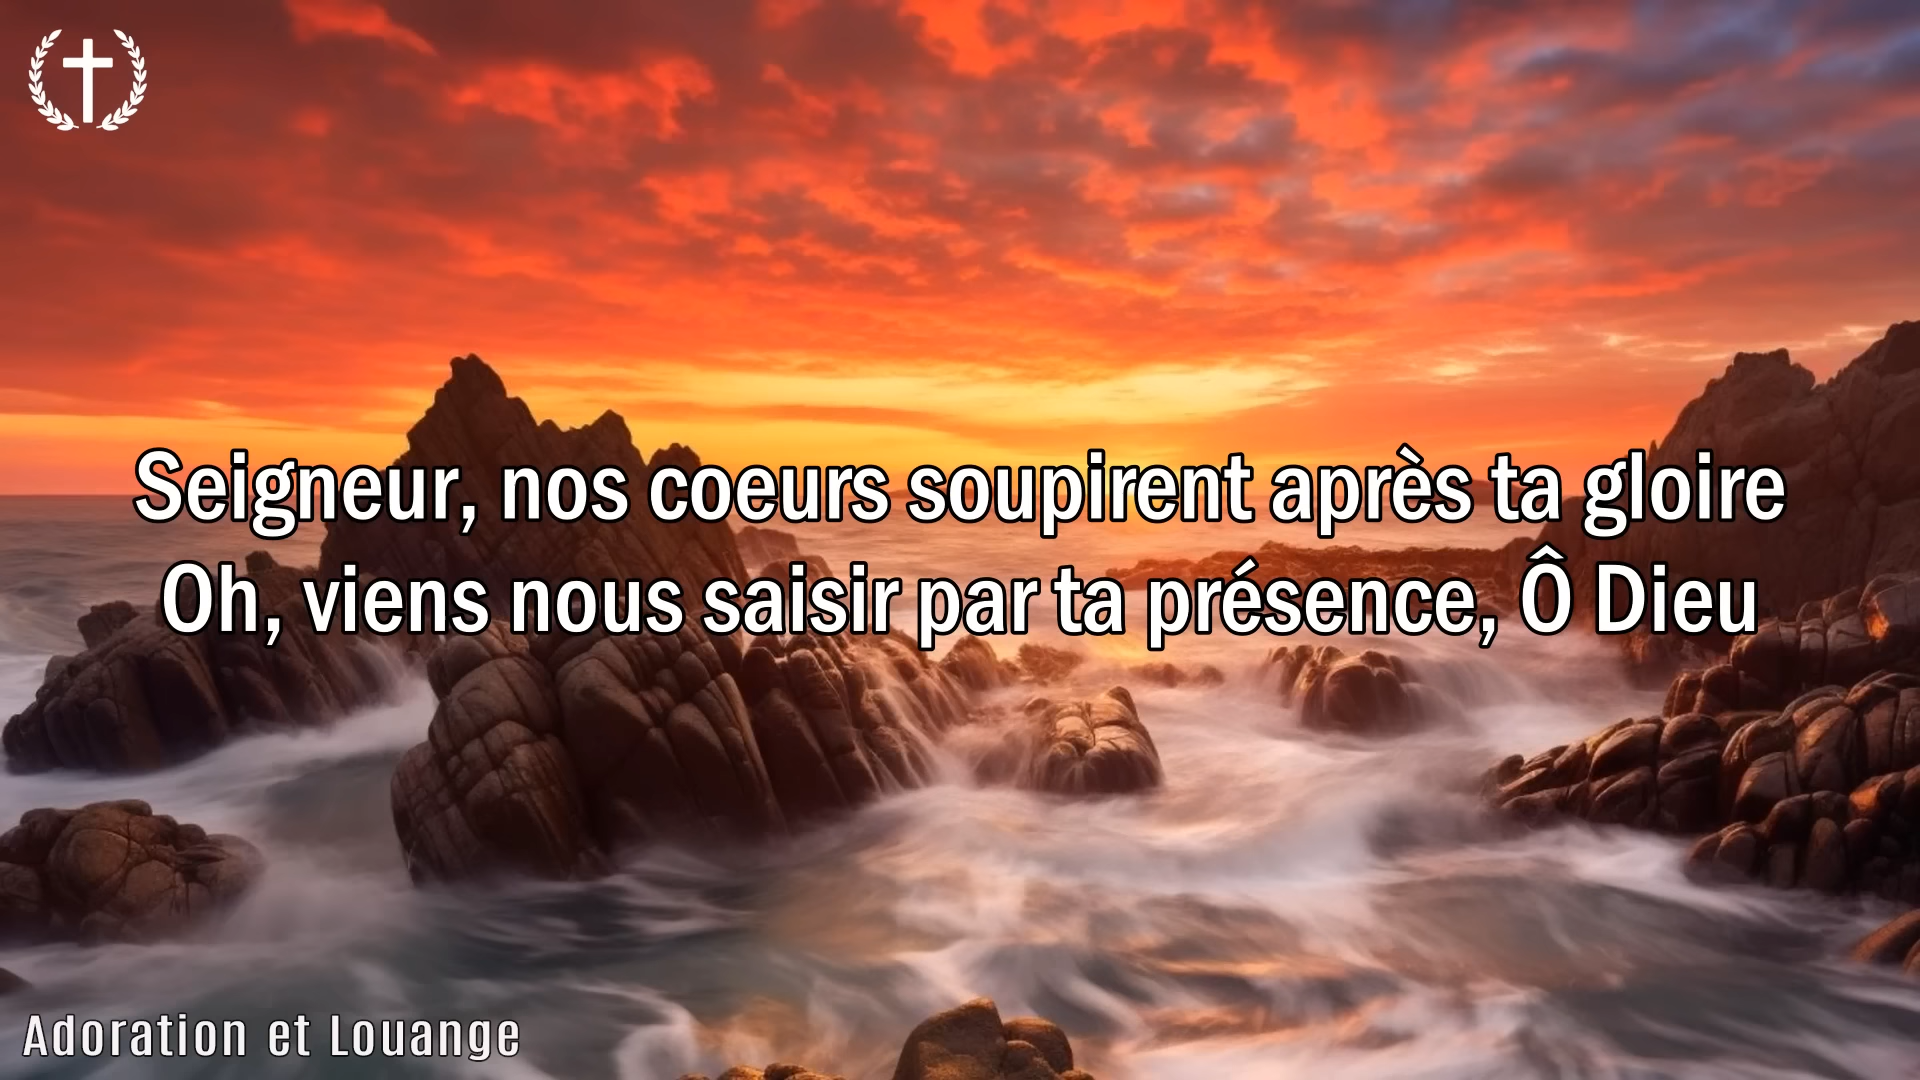 Seigneur, nos coeurs soupirent après ta gloire
Oh, viens nous saisir par ta présence, Ô Dieu
Adoration et Louange